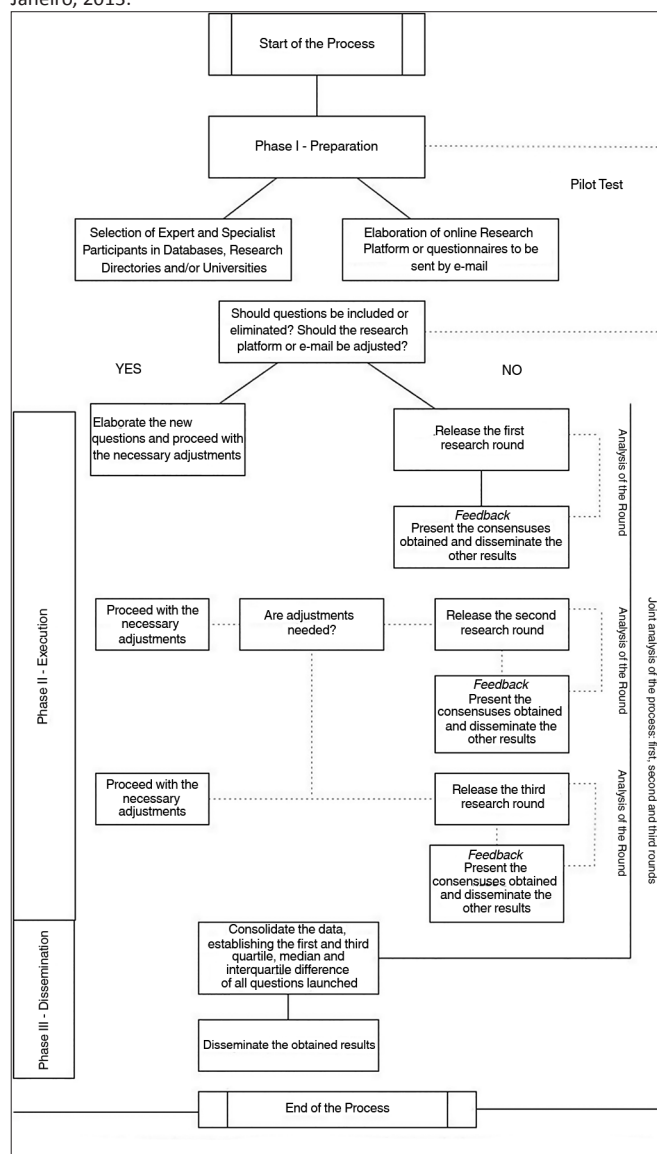 Janeiro, 2015.
Start of the Process
Phase I - Preparation
Pilot Test
Selection of Expert and Specialist
Participants in Databases, Research
Directories and/or Universities
Elaboration of online Research
Platform or questionnaires to be
sent by e-mail
Should questions be included or
eliminated? Should the research
platform or e-mail be adjusted?
YES
NO
Phase II - Execution
Elaborate the new
questions and proceed with
the necessary adjustments
Release the first
research round
Analysis of the Round
Feedback
Present the consensuses
obtained and disseminate the
other results
Joint analysis of the process: first, second and third rounds
Proceed with the
necessary
adjustments
Are adjustments
needed?
Release the second
research round
Analysis of the Round
Feedback
Present the
consensuses obtained
and disseminate the
other results
Proceed with the
necessary
adjustments
Release the third
research round
Analysis of the Round
Feedback
Present the
consensuses obtained
and disseminate the
other results
Phase III - Dissemination
Consolidate the data,
establishing the first and third
quartile, median and
interquartile difference
of all questions launched
Disseminate the obtained results
End of the Process